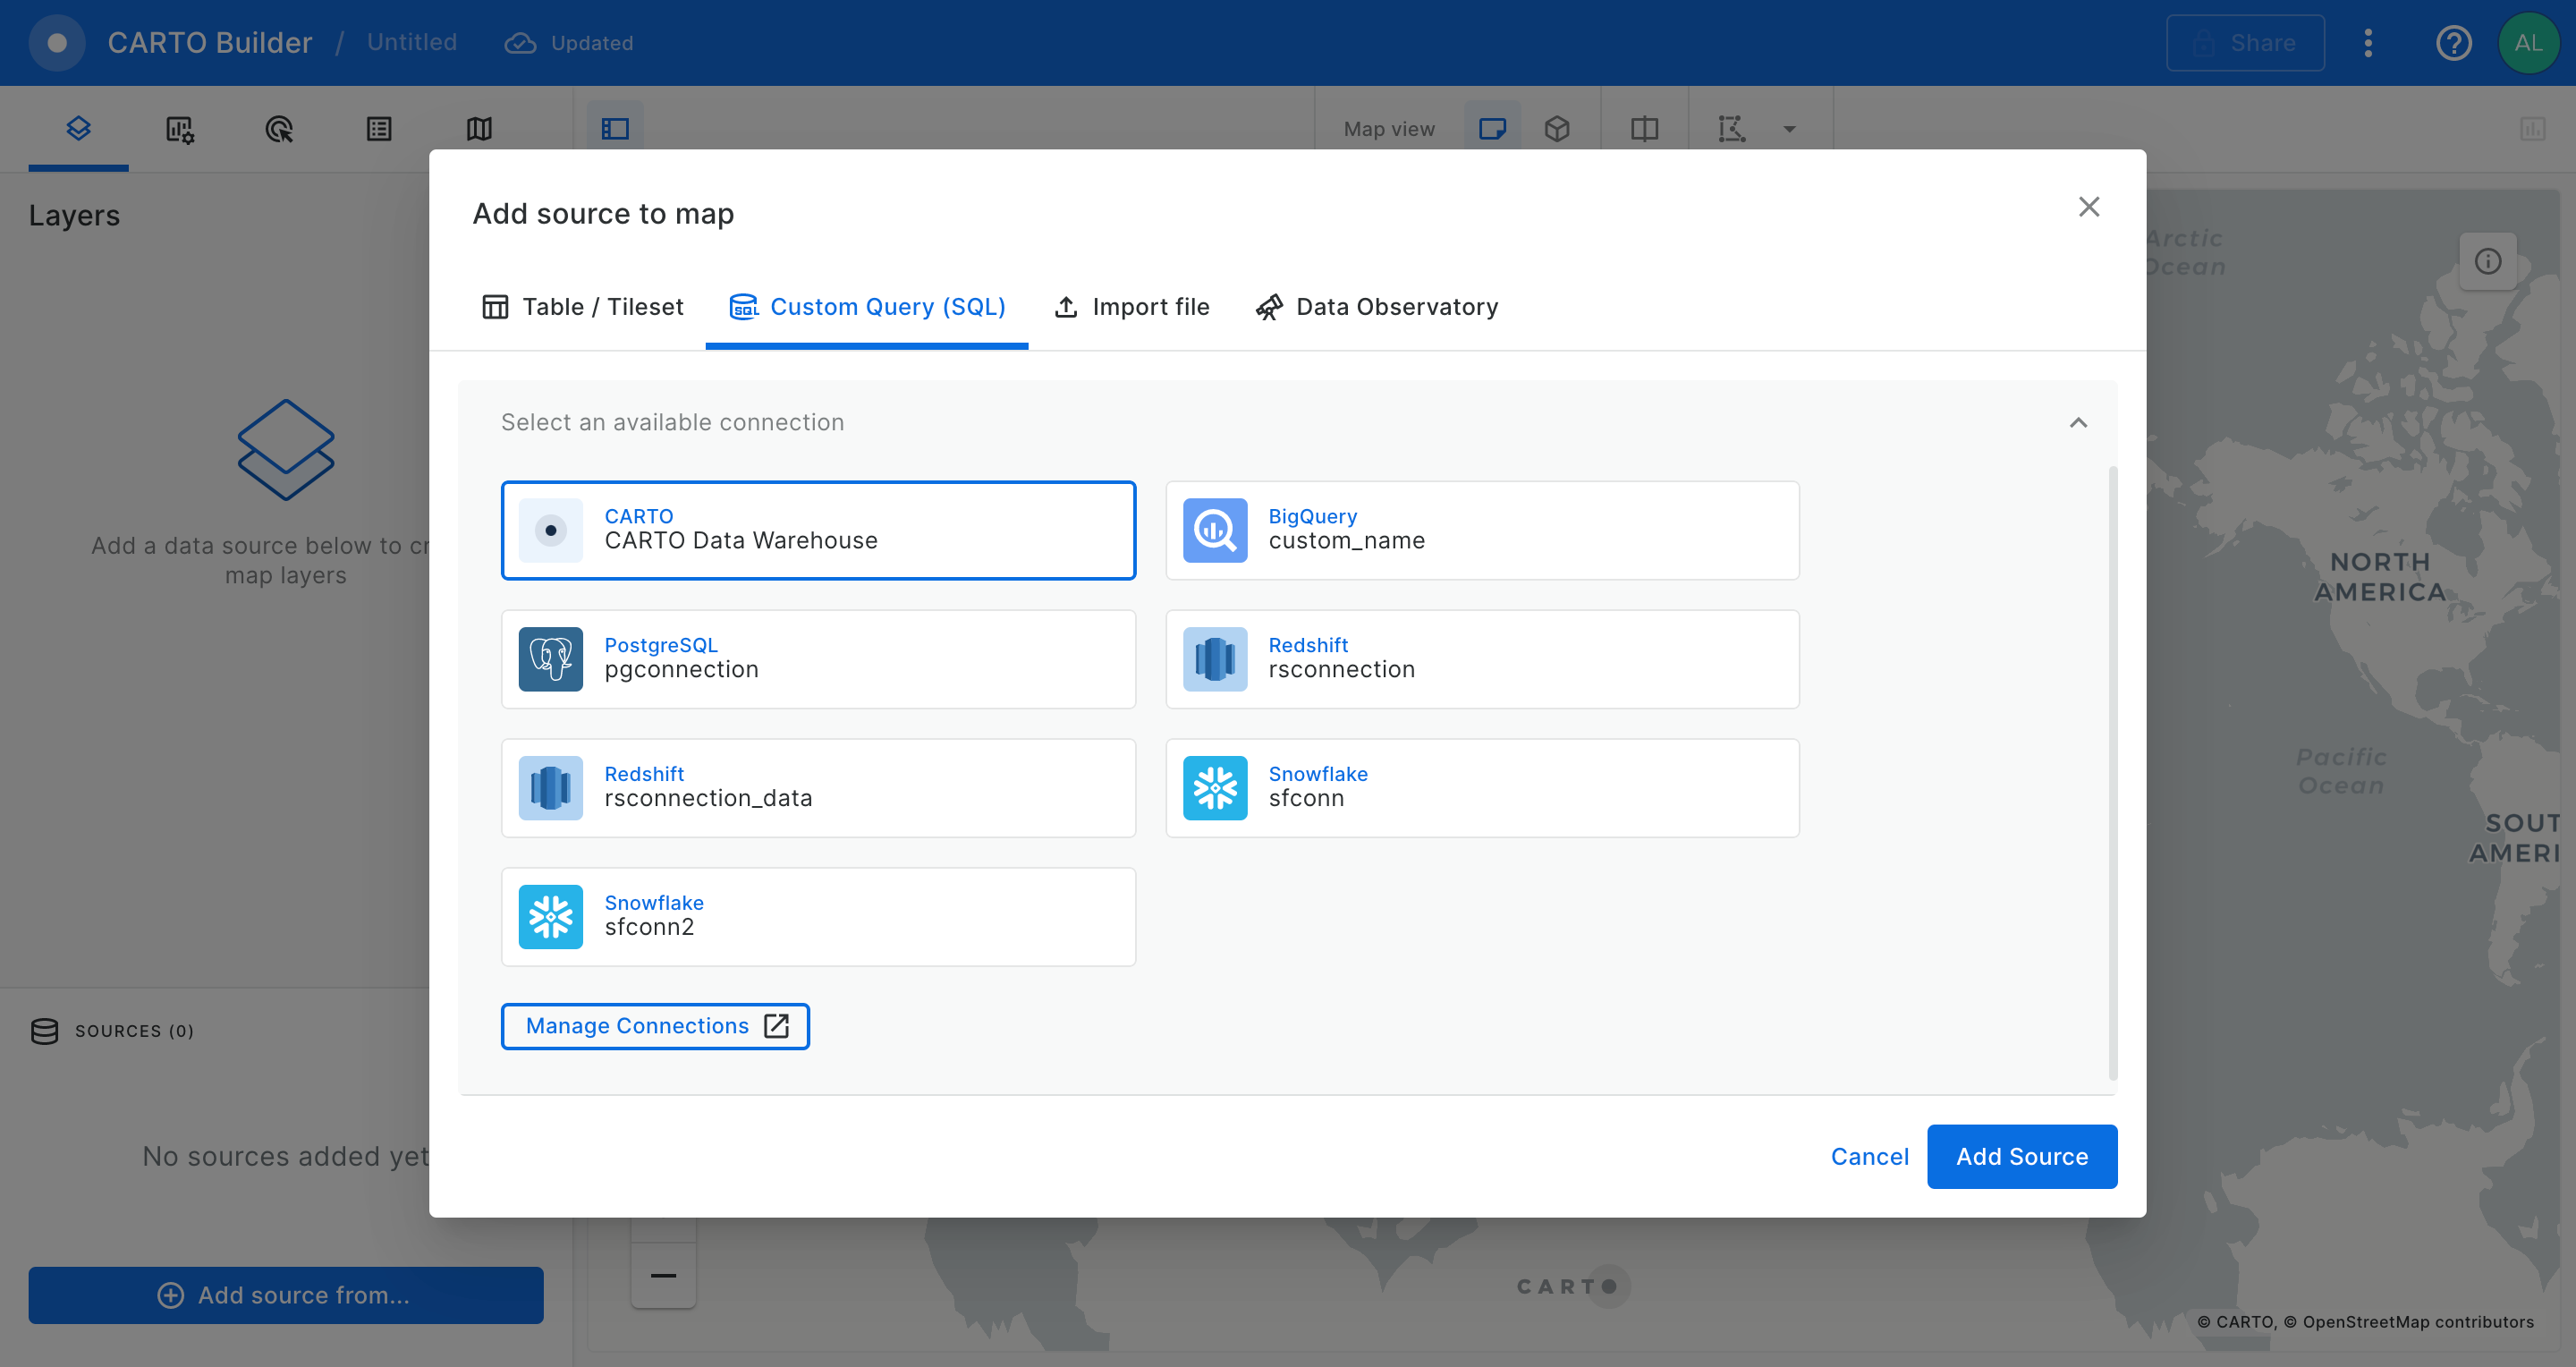 CARTO Builder / Untitled Updated Share AL
Map view
Layers
Add a data source below to cr
map layers
SOURCES (0)
No sources added yet
Add source from...
Add source to map
Table / Tileset
SQL
Custom Query (SQL)
Import file
Data Observatory
Select an available connection
CARTO
CARTO Data Warehouse
BigQuery
custom_name
PostgreSQL
pgconnection
Redshift
rsconnection
Redshift
rsconnection_data
Snowflake
sfconn
Snowflake
sfconn2
Manage Connections
Cancel
Add Source
Arctic
Ocean
NORTH
AMERICA
Pacific
Ocean
SOUT
AMERI
CARTO
© CARTO, © OpenStreetMap contributors